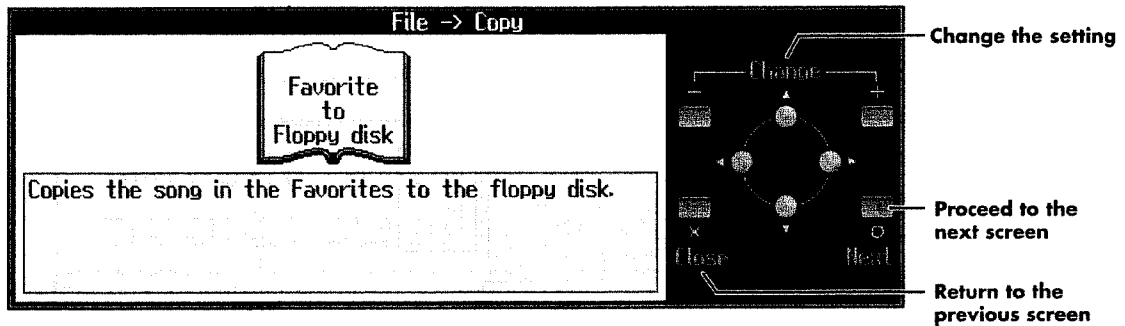 File -> Copy
Favorite
to
Floppy disk
Copies the song in the Favorites to the floppy disk.
Change
- +
× ○
Close Next
Change the setting
Proceed to the
next screen
Return to the
previous screen